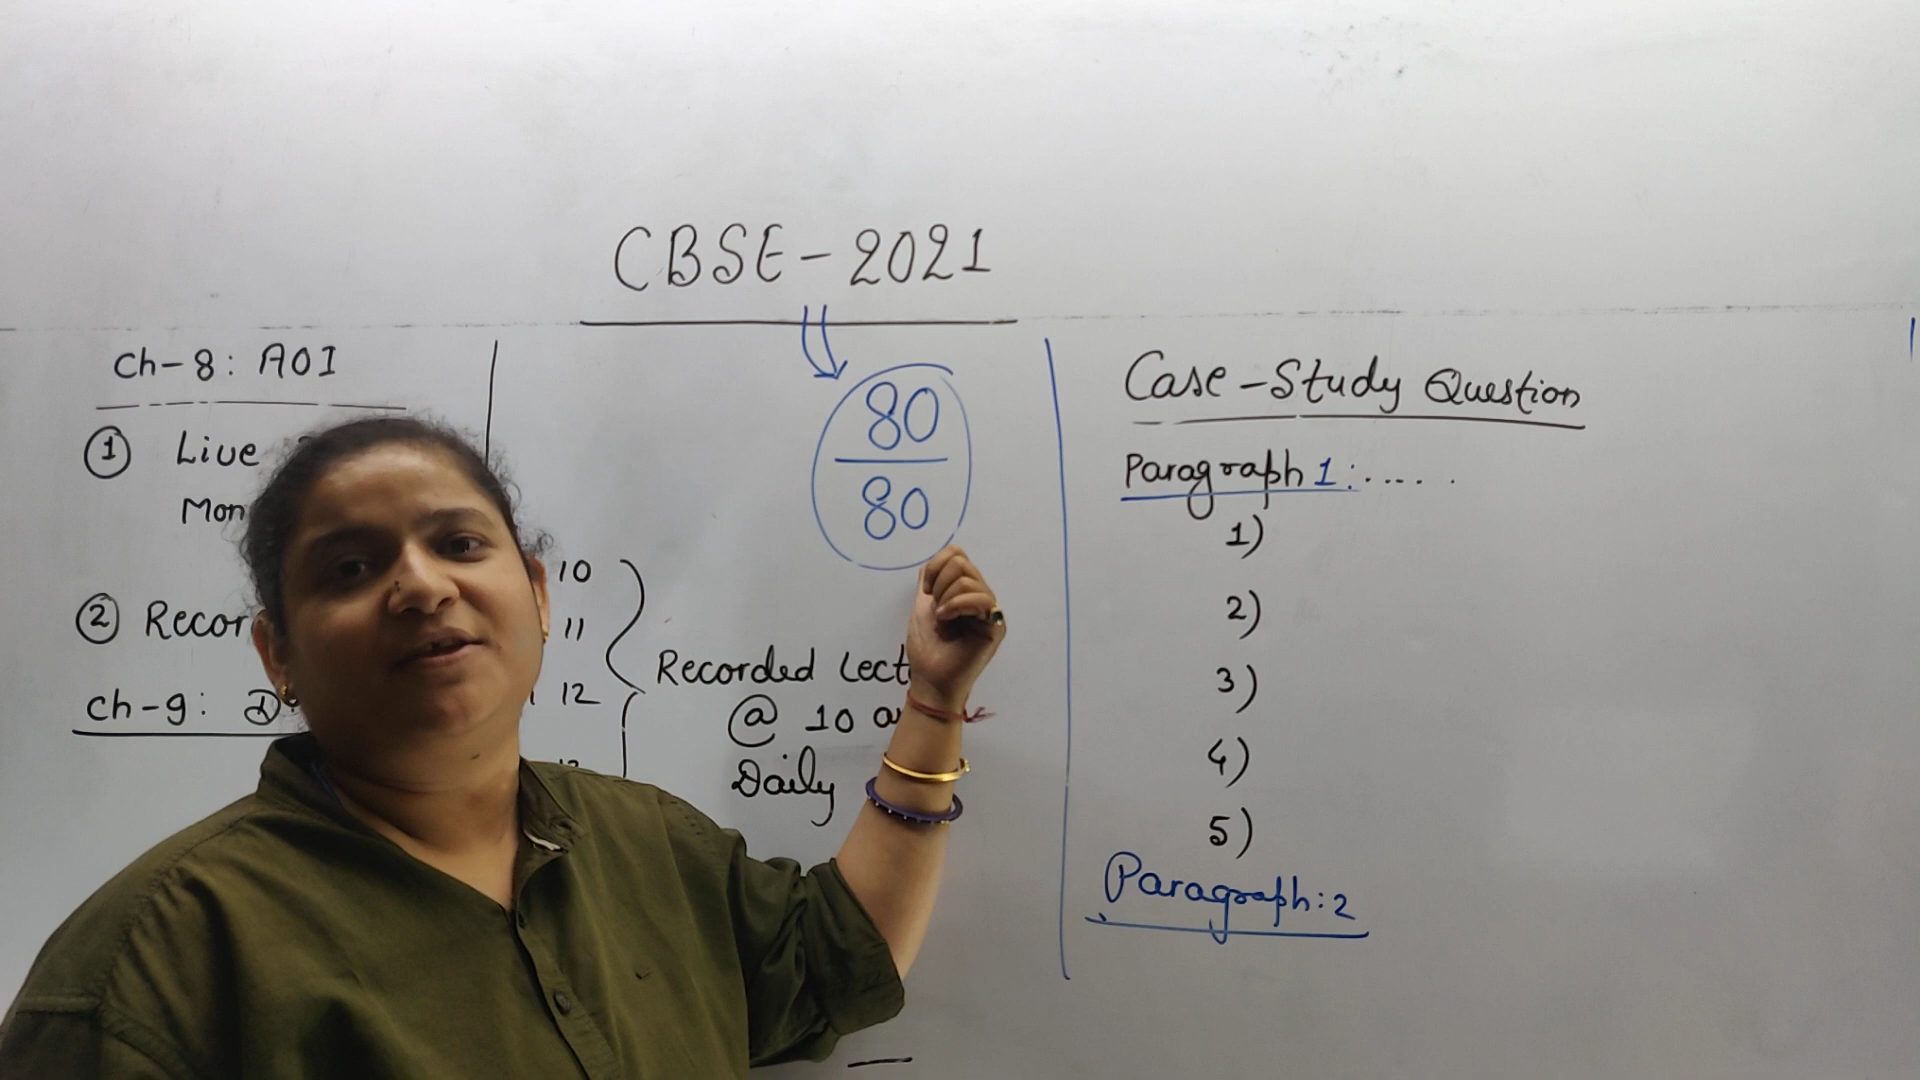 CBSE - 2021
Ch-8: AOI
① Live
Mon
② Recor
Ch-9: D
10
11
12
80
80
Recorded Lect
@ 10 a
Daily
Case-Study Question
Paragraph 1: .....
1)
2)
3)
4)
5)
Paragraph: 2